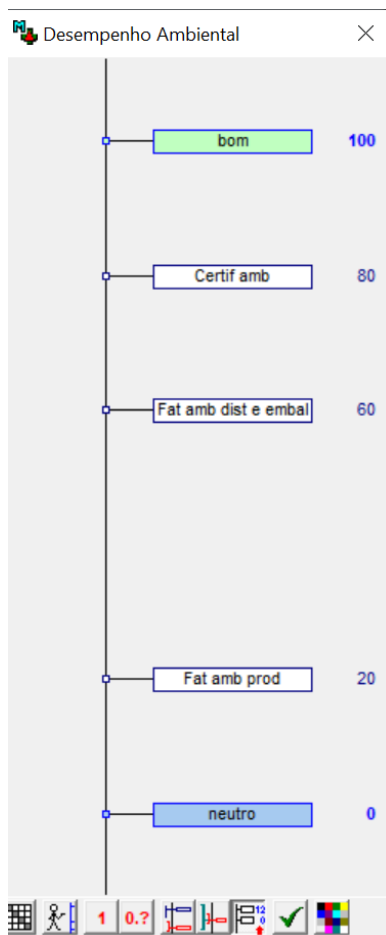 Desempenho Ambiental
bom 100
Certif amb 80
Fat amb dist e embal 60
Fat amb prod 20
neutro 0
1 0.?